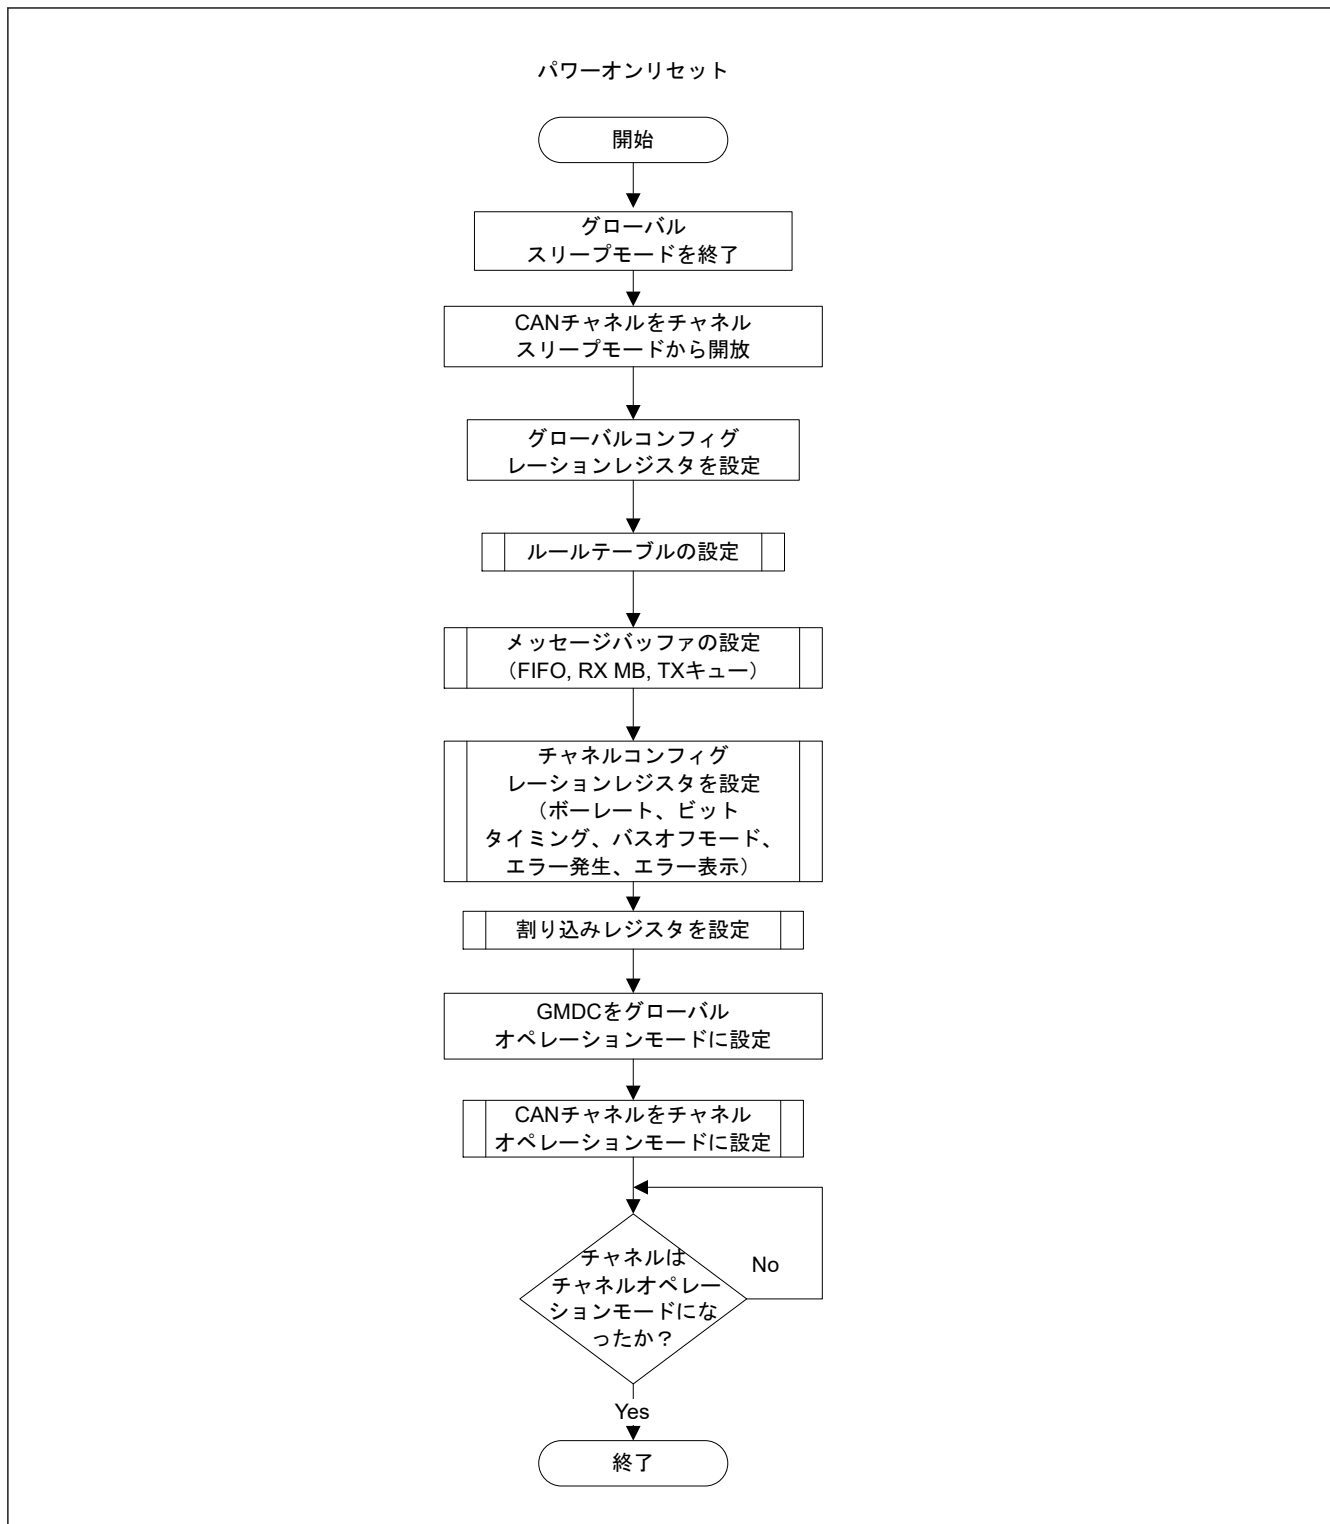 パワーオンリセット
開始
グローバル
スリープモードを終了
CANチャネルをチャネル
スリープモードから開放
グローバルコンフィグ
レーションレジスタを設定
ルールテーブルの設定
メッセージバッファの設定
（FIFO, RX MB, TXキュー）
チャネルコンフィグ
レーションレジスタを設定
（ボーレート、ビット
タイミング、バスオフモード、
エラー発生、エラー表示）
割り込みレジスタを設定
GMDCをグローバル
オペレーションモードに設定
CANチャネルをチャネル
オペレーションモードに設定
チャネルは
チャネルオペレー
ションモードにな
ったか？
No
Yes
終了